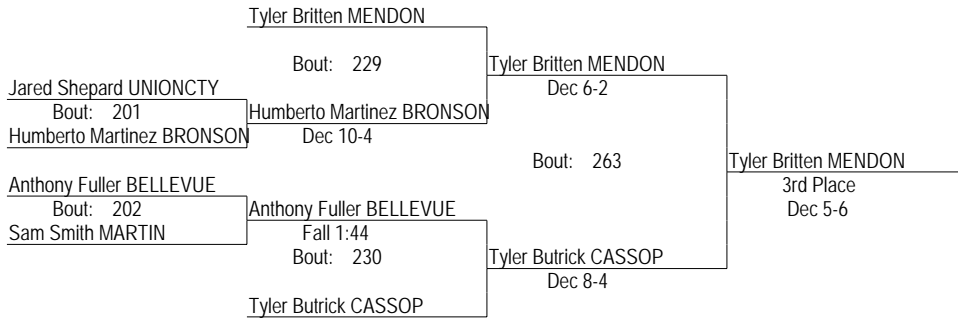 Tyler Britten MENDON
Bout: 229
Tyler Britten MENDON
Jared Shepard UNIONCTY
Dec 6-2
Bout: 201
Humberto Martinez BRONSON
Humberto Martinez BRONSON
Dec 10-4
Bout: 263
Tyler Britten MENDON
Anthony Fuller BELLEVUE
3rd Place
Bout: 202
Anthony Fuller BELLEVUE
Dec 5-6
Sam Smith MARTIN
Fall 1:44
Bout: 230
Tyler Butrick CASSOP
Dec 8-4
Tyler Butrick CASSOP